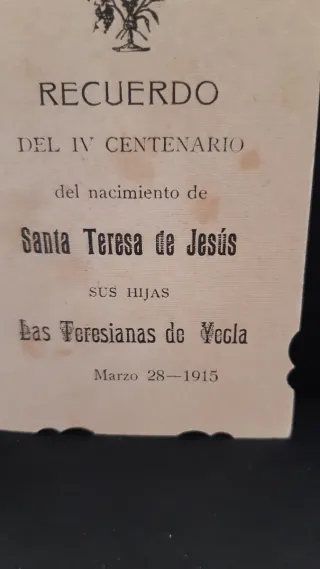 RECUERDO
DEL IV CENTENARIO
del nacimiento de
Santa Teresa de Jesús
SUS HIJAS
Las Teresianas de Yecla
Marzo 28—1915